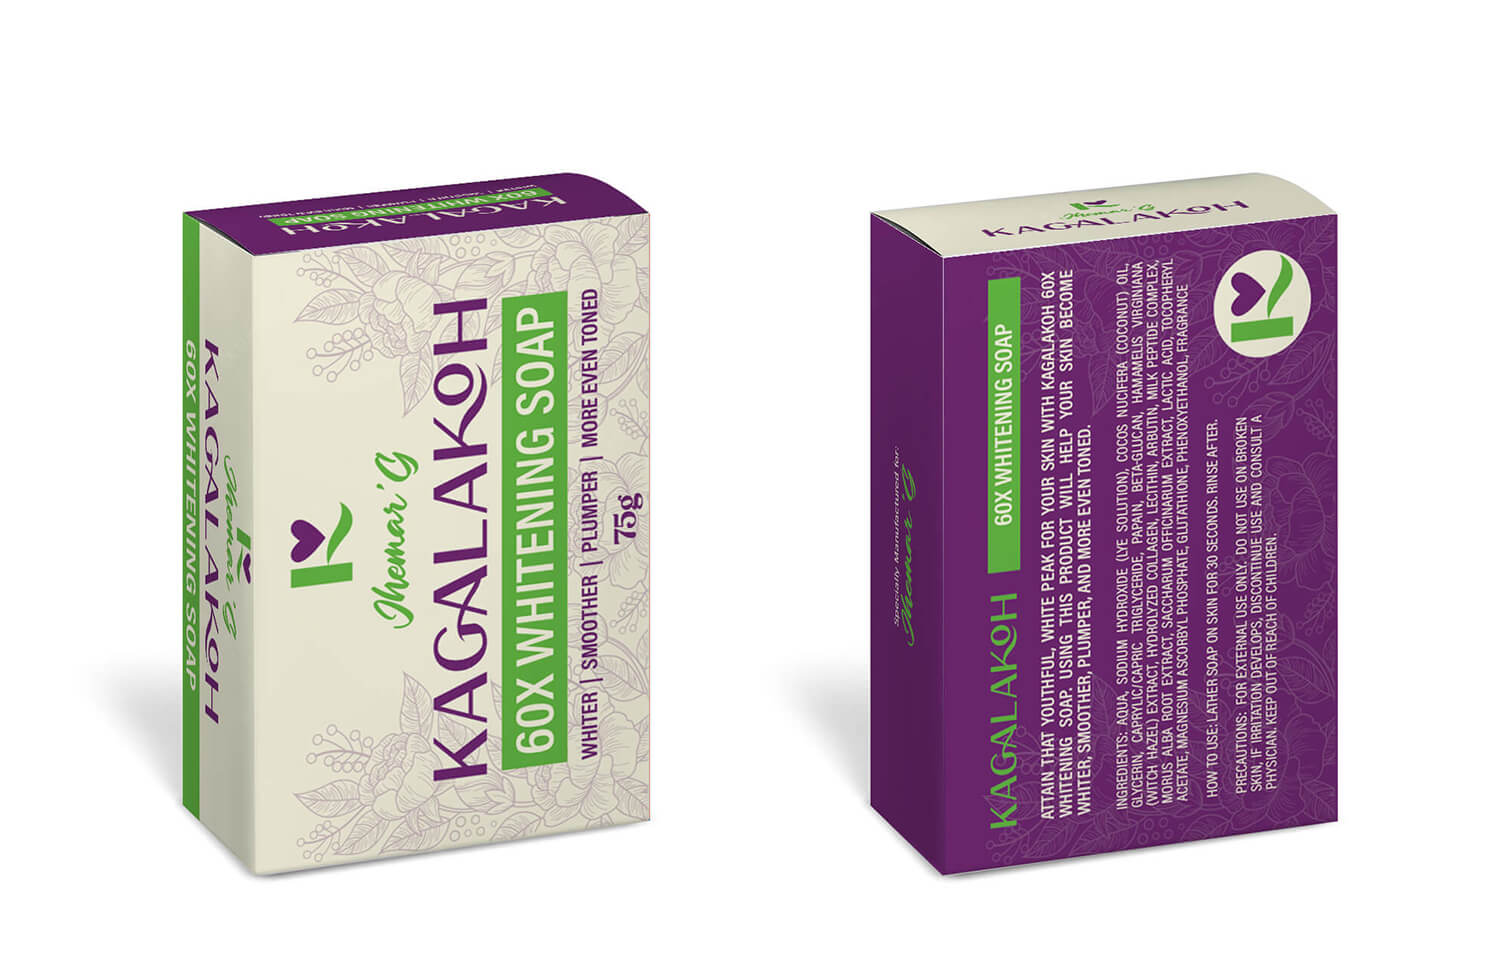 KAGALAKOH
60X WHITENING SOAP
60X WHITENING SOAP
KAGALAKOH
Jhemar'G
Jhemar'G
KAGALAKOH
60X WHITENING SOAP
WHITER | SMOOTHER | PLUMPER | MORE EVEN TONED
75g
Jhemar'G
KAGALAKOH
Specially Manufactured for:
Jhemar'G
KAGALAKOH 60X WHITENING SOAP
ATTAIN THAT YOUTHFUL, WHITE PEAK FOR YOUR SKIN WITH KAGALAKOH 60X
WHITENING SOAP. USING THIS PRODUCT WILL HELP YOUR SKIN BECOME
WHITER, SMOOTHER, PLUMPER, AND MORE EVEN TONED.
INGREDIENTS: AQUA, SODIUM HYDROXIDE (LYE SOLUTION), COCOS NUCIFERA (COCONUT) OIL,
GLYCERIN, CAPRYLIC/CAPRIC TRIGLYCERIDE, PAPAIN, BETA-GLUCAN, HAMAMELIS VIRGINIANA
(WITCH HAZEL) EXTRACT, HYDROLYZED COLLAGEN, LECITHIN, ARBUTIN, MILK PEPTIDE COMPLEX,
MORUS ALBA ROOT EXTRACT, SACCHARUM OFFICINARUM EXTRACT, LACTIC ACID, TOCOPHERYL
ACETATE, MAGNESIUM ASCORBYL PHOSPHATE, GLUTATHIONE, PHENOXYETHANOL, FRAGRANCE
HOW TO USE: LATHER SOAP ON SKIN FOR 30 SECONDS. RINSE AFTER.
PRECAUTIONS: FOR EXTERNAL USE ONLY. DO NOT USE ON BROKEN
SKIN. IF IRRITATION DEVELOPS, DISCONTINUE USE AND CONSULT A
PHYSICIAN. KEEP OUT OF REACH OF CHILDREN.